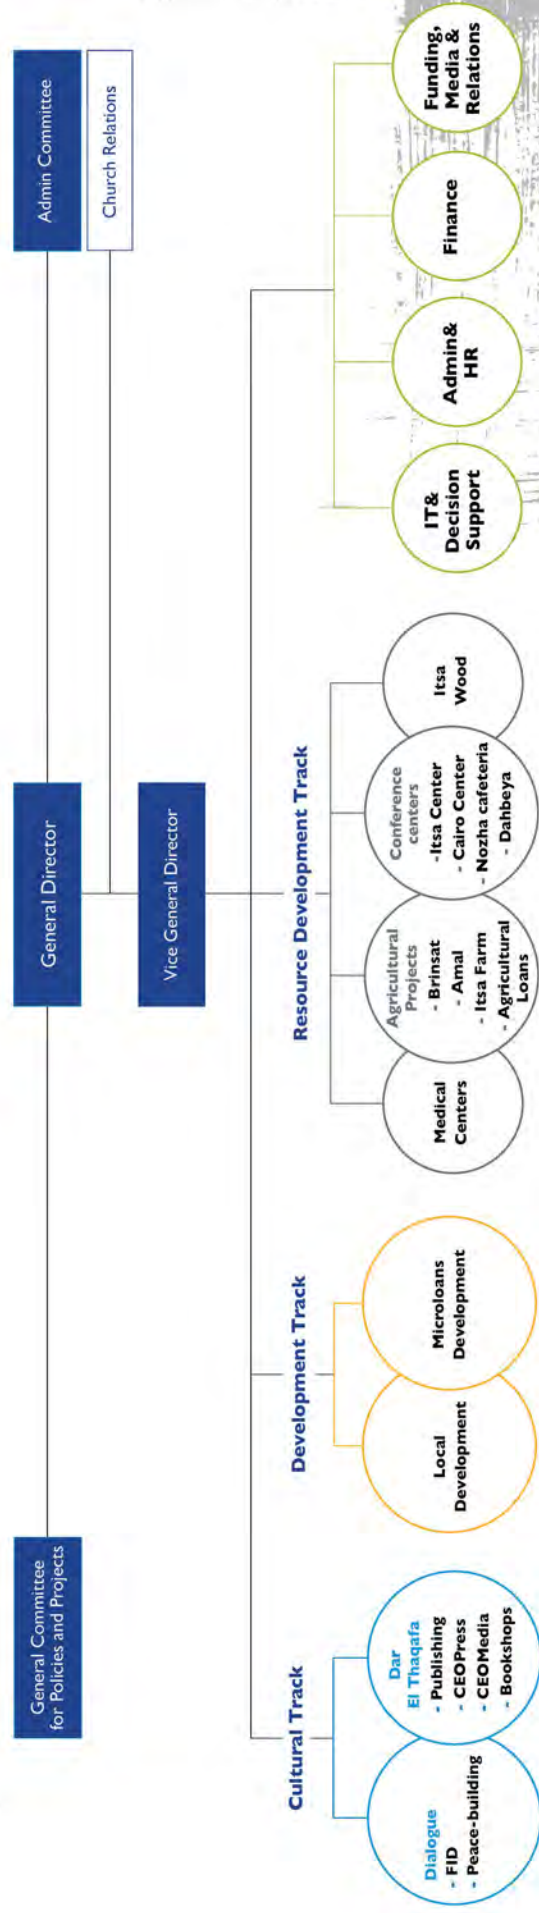 General Committee
for Policies and Projects
General Director
Admin Committee
Church Relations
Vice General Director
Cultural Track
Development Track
Resource Development Track
Dialogue
- FID
- Peace-building
Dar
El Thaqafa
- Publishing
- CEOPress
- CEOMedia
- Bookshops
Local
Development
Microloans
Development
Medical
Centers
Agricultural
Projects
- Brinsat
- Amal
- Itsa Farm
- Agricultural
Loans
Conference
centers
-Itsa Center
- Cairo Center
- Nozha cafeteria
- Dahbeya
Itsa
Wood
IT&
Decision
Support
Admin&
HR
Finance
Funding,
Media &
Relations